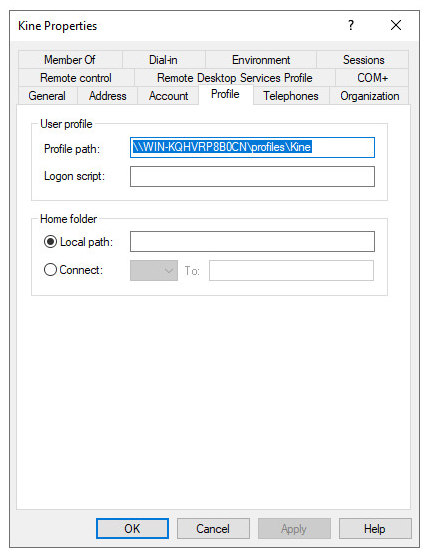 Kine Properties ? ×
Member Of Dial-in Environment Sessions
Remote control Remote Desktop Services Profile COM+
General Address Account Profile Telephones Organization
User profile
Profile path: \\WIN-KQHVRP8B0CN\profiles\Kine
Logon script:
Home folder
Local path:
Connect: To:
OK Cancel Apply Help